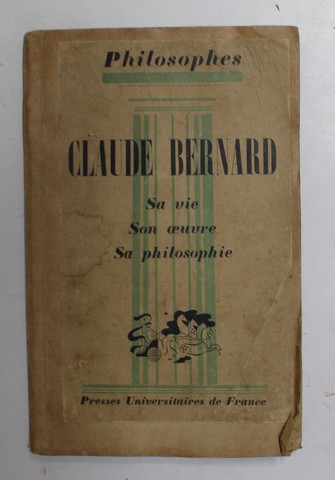 Philosophes
CLAUDE BERNARD
Sa vie
Son œuvre
Sa philosophie
Presses Universitaires de France